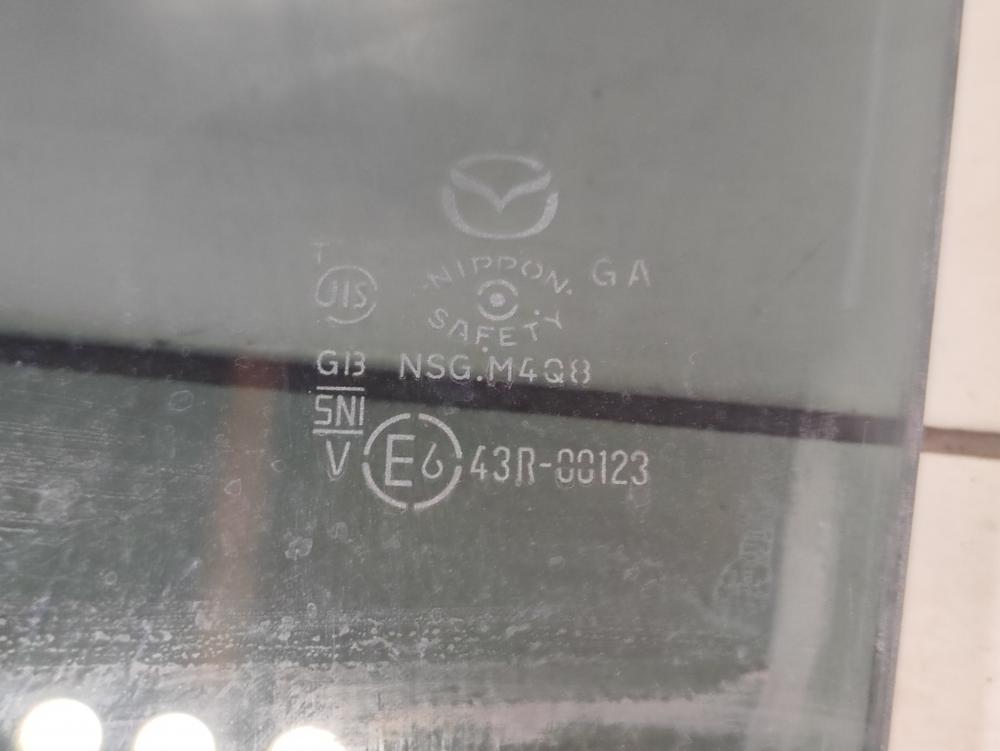 NIPPON GA
T
JIS
SAFETY
GB NSG.M4Q8
SNI
V E6 43R-00123